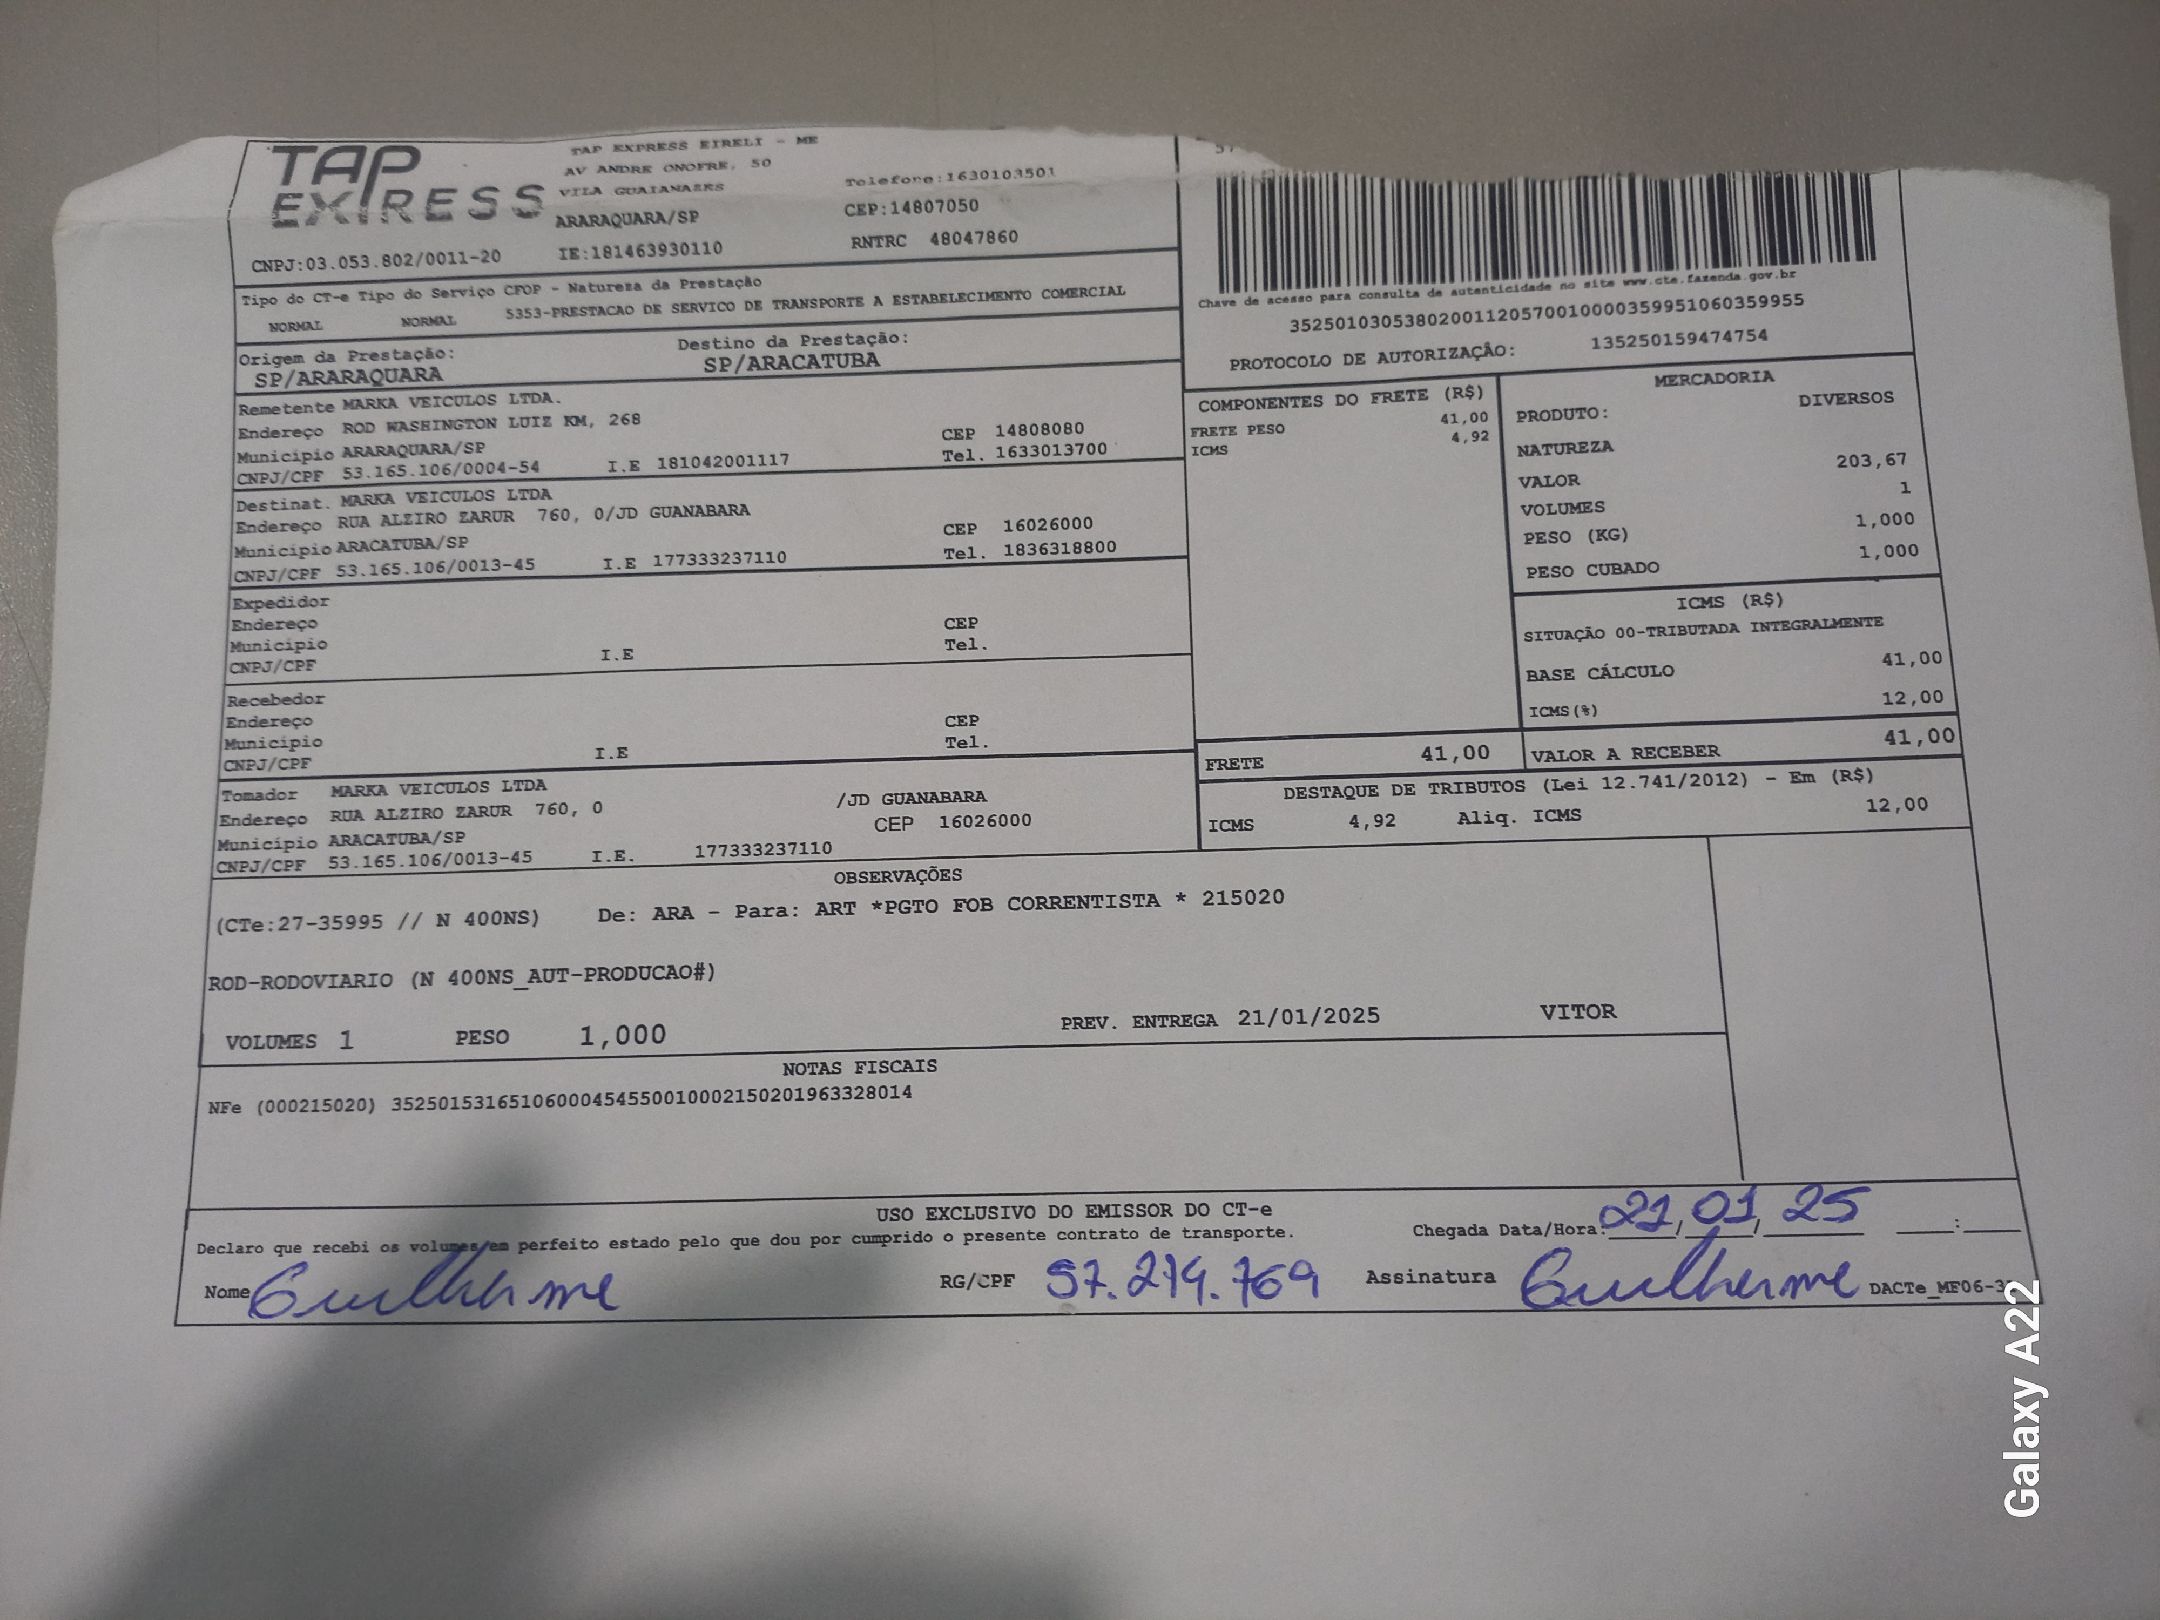 TAP EXPRESS
TAP EXPRESS EIRELI - ME
AV ANDRE ONOFRE, 50
VILA GUAIANAZES Telefone:1630103501
ARARAQUARA/SP CEP:14807050
CNPJ:03.053.802/0011-20 IE:181463930110 RNTRC 48047860
Tipo do CT-e Tipo do Serviço CFOP - Natureza da Prestação
NORMAL NORMAL 5353-PRESTACAO DE SERVICO DE TRANSPORTE A ESTABELECIMENTO COMERCIAL
Origem da Prestação: Destino da Prestação:
SP/ARARAQUARA SP/ARACATUBA
Remetente MARKA VEICULOS LTDA.
Endereço ROD WASHINGTON LUIZ KM, 268
Município ARARAQUARA/SP CEP 14808080
CNPJ/CPF 53.165.106/0004-54 I.E 181042001117 Tel. 1633013700
Destinat. MARKA VEICULOS LTDA
Endereço RUA ALZIRO ZARUR 760, 0/JD GUANABARA
Município ARACATUBA/SP CEP 16026000
CNPJ/CPF 53.165.106/0013-45 I.E 177333237110 Tel. 1836318800
Expedidor
Endereço CEP
Município Tel.
CNPJ/CPF I.E
Recebedor
Endereço CEP
Município Tel.
CNPJ/CPF I.E
Tomador MARKA VEICULOS LTDA
Endereço RUA ALZIRO ZARUR 760, 0 /JD GUANABARA
Município ARACATUBA/SP CEP 16026000
CNPJ/CPF 53.165.106/0013-45 I.E. 177333237110
Chave de acesso para consulta de autenticidade no site www.cte.fazenda.gov.br
35250103053802001120570010000359951060359955
PROTOCOLO DE AUTORIZAÇÃO: 135250159474754
COMPONENTES DO FRETE (R$)
FRETE PESO 41,00
ICMS 4,92
MERCADORIA
PRODUTO: DIVERSOS
NATUREZA
VALOR 203,67
VOLUMES 1
PESO (KG) 1,000
PESO CUBADO 1,000
ICMS (R$)
SITUAÇÃO 00-TRIBUTADA INTEGRALMENTE
BASE CÁLCULO 41,00
ICMS(%) 12,00
FRETE 41,00 VALOR A RECEBER 41,00
DESTAQUE DE TRIBUTOS (Lei 12.741/2012) - Em (R$)
ICMS 4,92 Aliq. ICMS 12,00
OBSERVAÇÕES
(CTe:27-35995 // N 400NS) De: ARA - Para: ART *PGTO FOB CORRENTISTA * 215020
ROD-RODOVIARIO (N 400NS_AUT-PRODUCAO#)
VOLUMES 1 PESO 1,000 PREV. ENTREGA 21/01/2025 VITOR
NOTAS FISCAIS
NFe (000215020) 35250153165106000454550010002150201963328014
USO EXCLUSIVO DO EMISSOR DO CT-e
Declaro que recebi os volumes em perfeito estado pelo que dou por cumprido o presente contrato de transporte. Chegada Data/Hora: 21/01/25 :
Nome Guilherme RG/CPF 57.219.769 Assinatura Guilherme DACTe_MF06-3
Galaxy A22